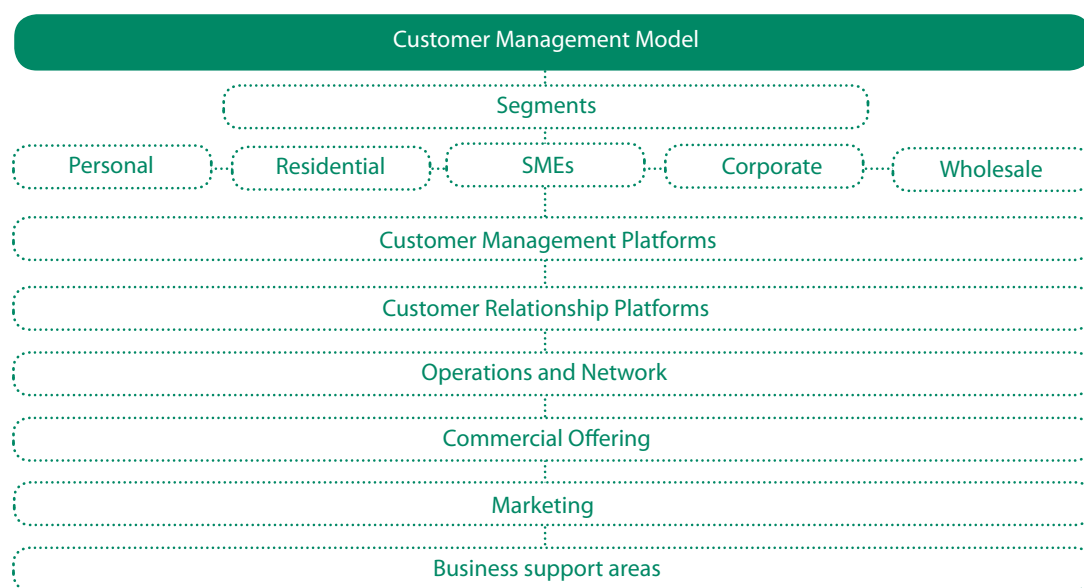 Customer Management Model
Segments
Personal
Residential
SMEs
Corporate
Wholesale
Customer Management Platforms
Customer Relationship Platforms
Operations and Network
Commercial Offering
Marketing
Business support areas